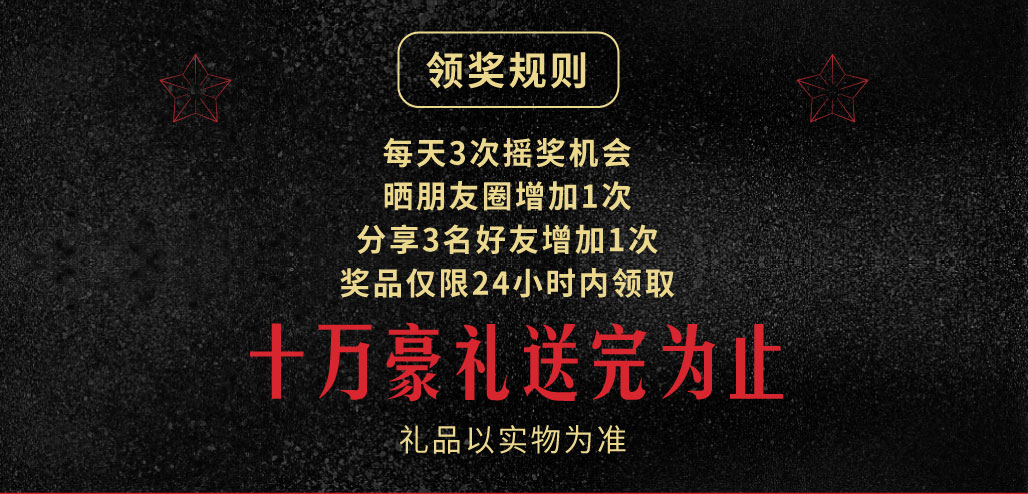 领奖规则
每天3次摇奖机会
晒朋友圈增加1次
分享3名好友增加1次
奖品仅限24小时内领取
十万豪礼送完为止
礼品以实物为准